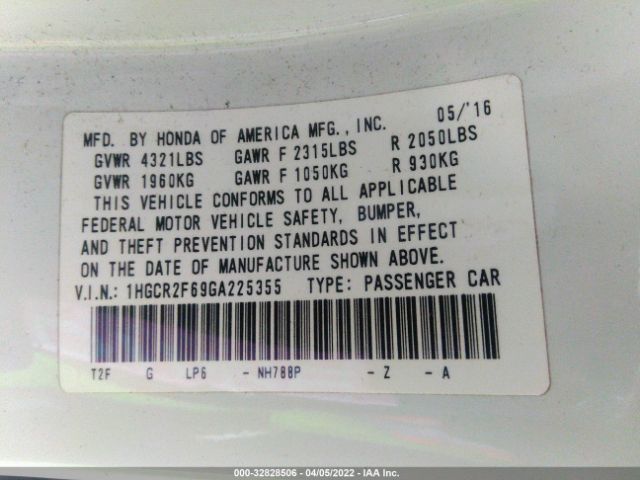 05/'16
MFD. BY HONDA OF AMERICA MFG., INC.
GVWR 4321LBS GAWR F 2315LBS R 2050LBS
GVWR 1960KG GAWR F 1050KG R 930KG
THIS VEHICLE CONFORMS TO ALL APPLICABLE
FEDERAL MOTOR VEHICLE SAFETY, BUMPER,
AND THEFT PREVENTION STANDARDS IN EFFECT
ON THE DATE OF MANUFACTURE SHOWN ABOVE.
V.I.N.: 1HGCR2F69GA225355 TYPE: PASSENGER CAR
T2F G LP6 - NH788P - Z - A
000-32828506 - 04/05/2022 - IAA Inc.